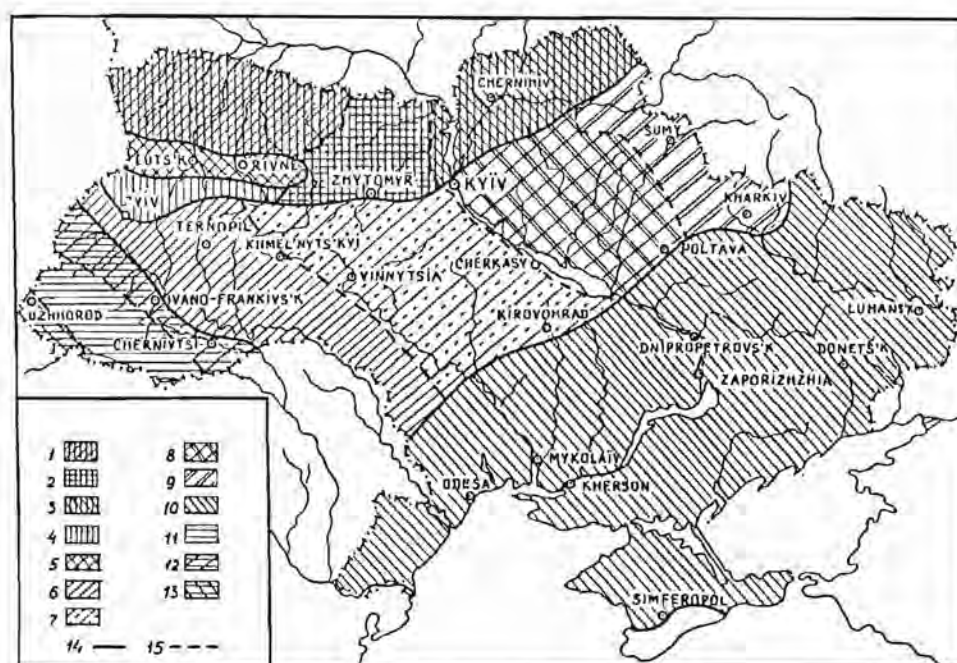 CHERNIHIV
SUMY
LUTS'K
RIVNE
ZHYTOMYR
KYÏV
KHARKIV
TERNOPIL
KHMEL'NYTS'KYJ
CHERKASY
POLTAVA
VINNYTSIA
UZHHOROD
IVANO-FRANKIVS'K
KIROVOHRAD
LUHANS'K
CHERNIVTSI
DNIPROPETROVS'K
DONETS'K
ZAPORIZHZHIA
MYKOLAÏV
ODESA
KHERSON
SIMFEROPOL
1 8
2 9
3 10
4 11
5 12
6 13
7
14 15